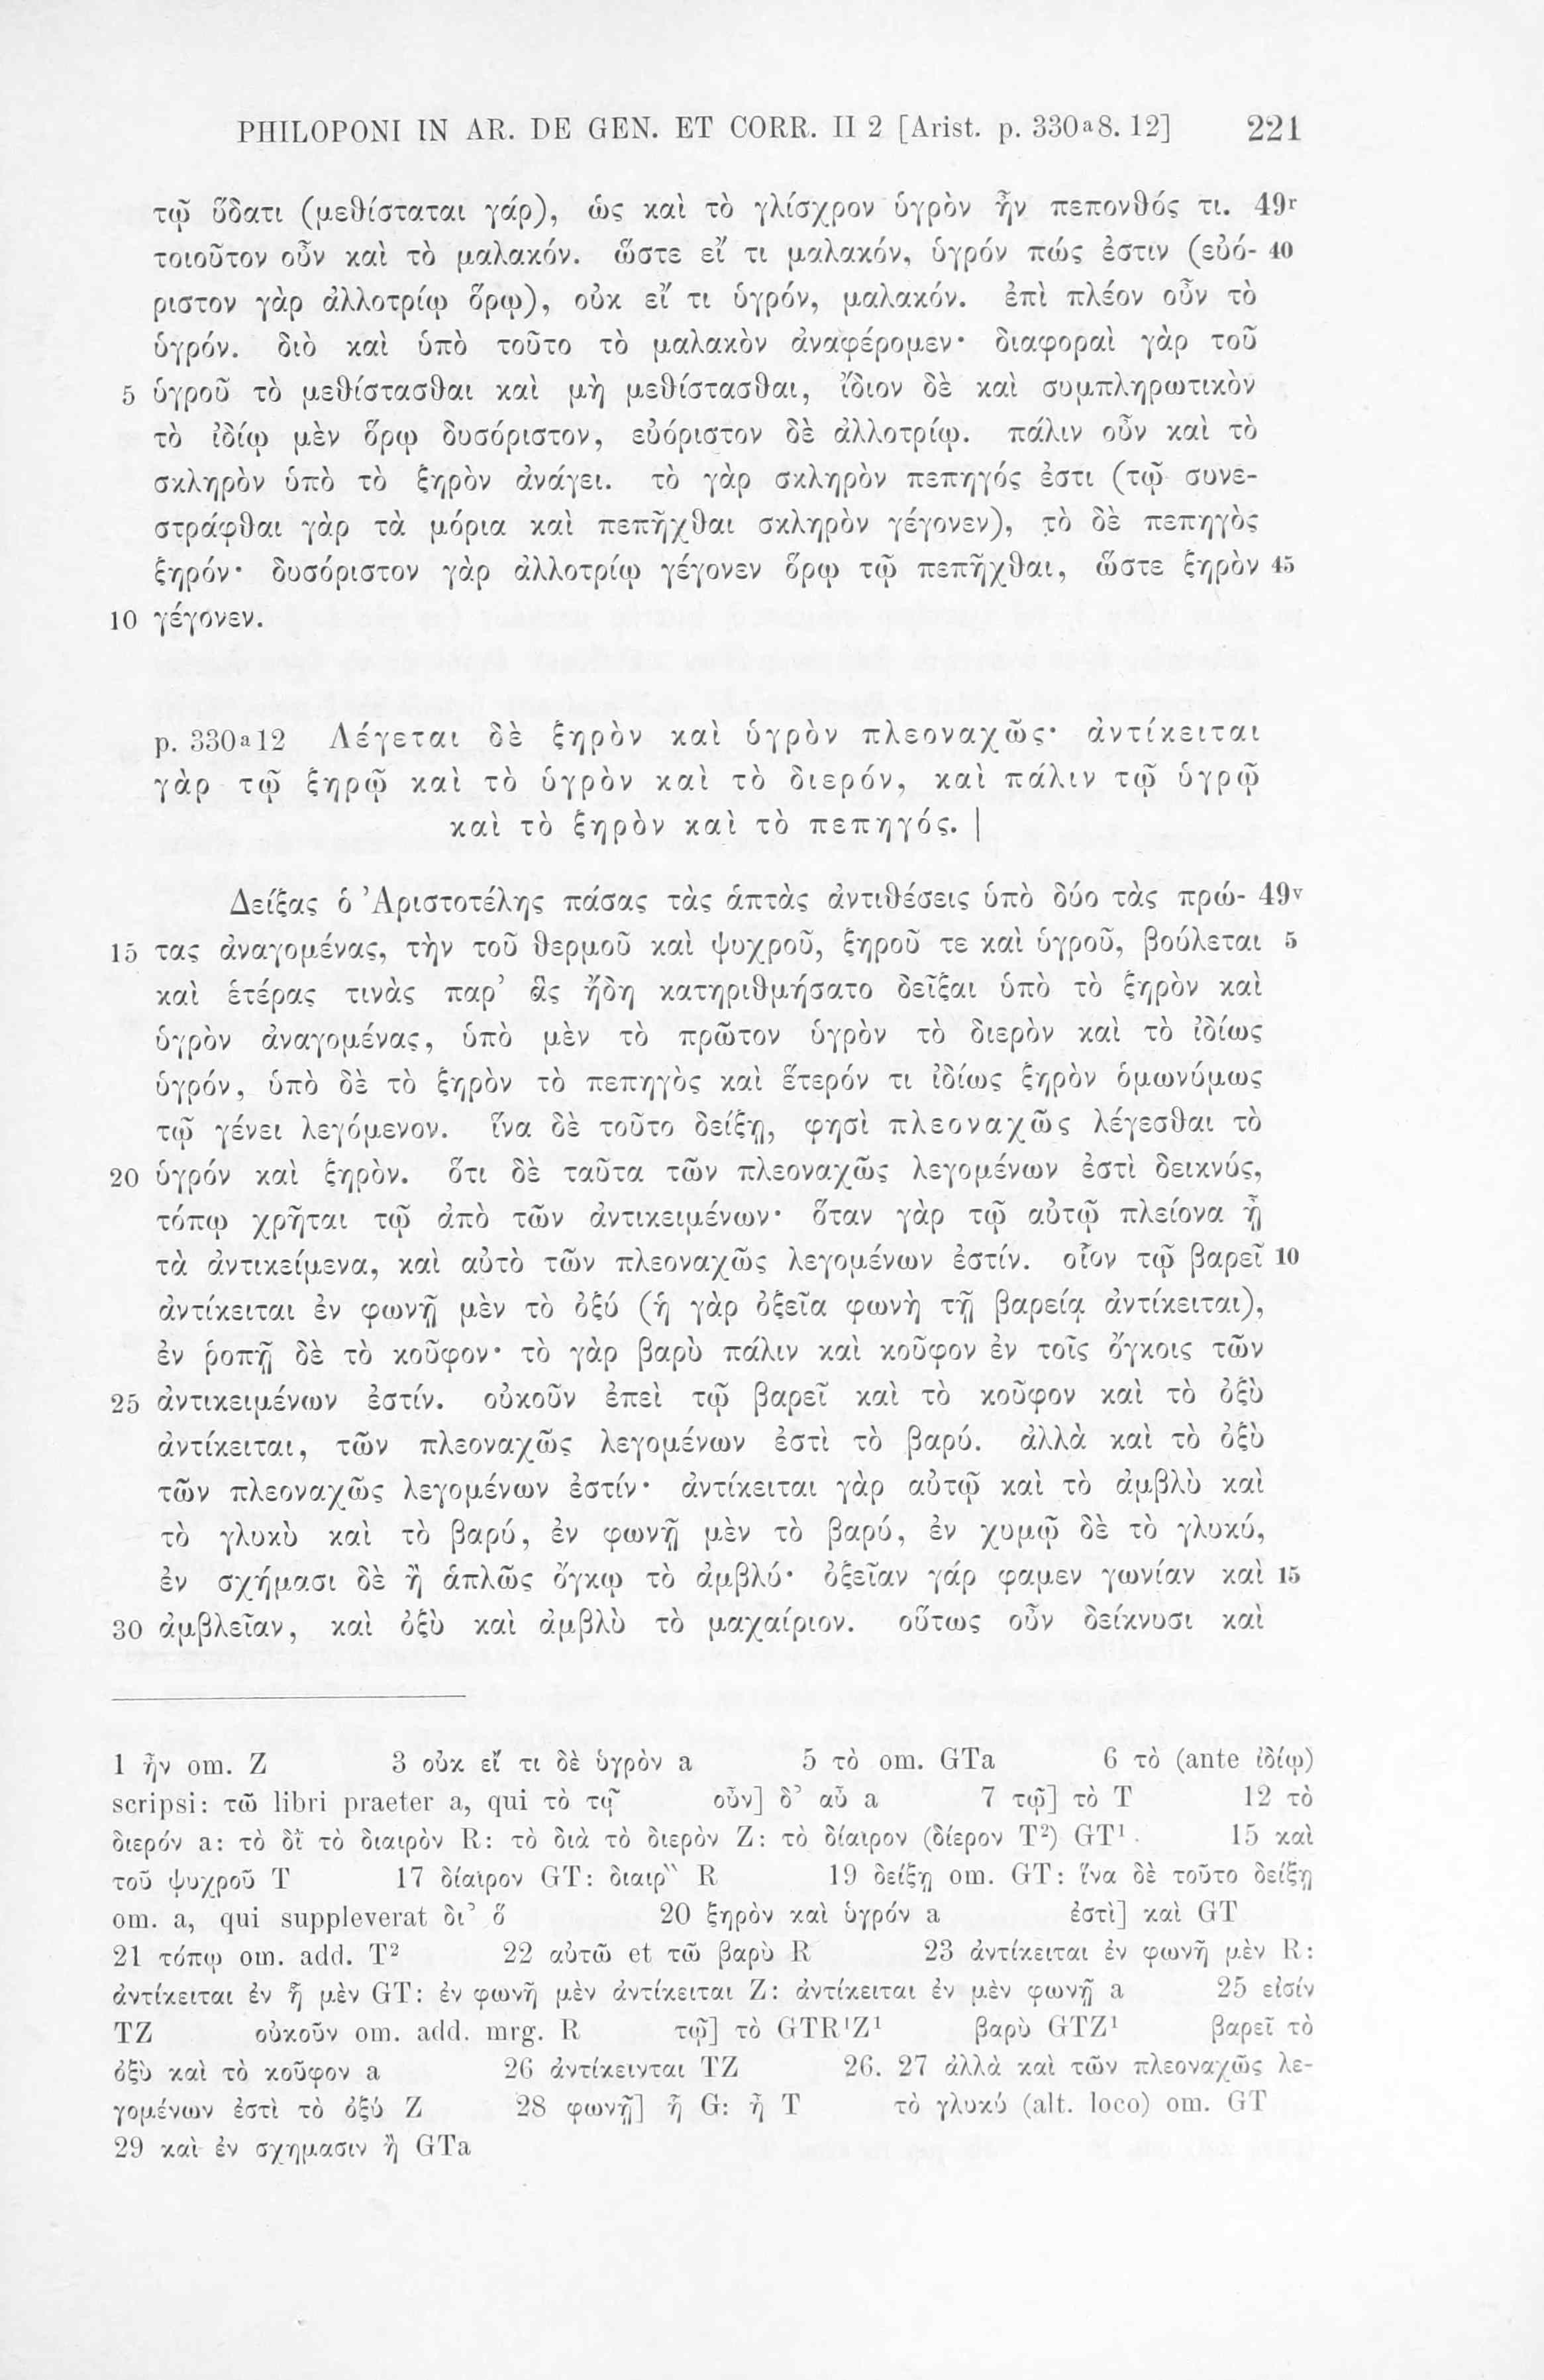 PHILOPONI IN AR. DE GEN. ET CORR. II 2 [Arist. p. 330a8. 12] 221
τῷ ὕδατι (μεθίσταται γάρ), ὡς καὶ τὸ γλίσχρον ὑγρὸν ἦν πεπονθός τι. 49r
τοιοῦτον οὖν καὶ τὸ μαλακόν. ὥστε εἴ τι μαλακόν, ὑγρόν πώς ἐστιν (εὐό- 40
ριστον γὰρ ἀλλοτρίῳ ὅρῳ), οὐκ εἴ τι ὑγρόν, μαλακόν. ἐπὶ πλέον οὖν τὸ
ὑγρόν. διὸ καὶ ὑπὸ τοῦτο τὸ μαλακὸν ἀναφέρομεν· διαφοραὶ γὰρ τοῦ
5 ὑγροῦ τὸ μεθίστασθαι καὶ μὴ μεθίστασθαι, ἴδιον δὲ καὶ συμπληρωτικὸν
τὸ ἰδίῳ μὲν ὅρῳ δυσόριστον, εὐόριστον δὲ ἀλλοτρίῳ. πάλιν οὖν καὶ τὸ
σκληρὸν ὑπὸ τὸ ξηρὸν ἀνάγει. τὸ γὰρ σκληρὸν πεπηγός ἐστι (τῷ συνε-
στράφθαι γὰρ τὰ μόρια καὶ πεπῆχθαι σκληρὸν γέγονεν), τὸ δὲ πεπηγὸς
ξηρόν· δυσόριστον γὰρ ἀλλοτρίῳ γέγονεν ὅρῳ τῷ πεπῆχθαι, ὥστε ξηρὸν 45
10 γέγονεν.
p. 330a12 Λέγεται δὲ ξηρὸν καὶ ὑγρὸν πλεοναχῶς· ἀντίκειται
γὰρ τῷ ξηρῷ καὶ τὸ ὑγρὸν καὶ τὸ διερόν, καὶ πάλιν τῷ ὑγρῷ
καὶ τὸ ξηρὸν καὶ τὸ πεπηγός. |
Δείξας ὁ Ἀριστοτέλης πάσας τὰς ἁπτὰς ἀντιθέσεις ὑπὸ δύο τὰς πρώ- 49v
15 τας ἀναγομένας, τὴν τοῦ θερμοῦ καὶ ψυχροῦ, ξηροῦ τε καὶ ὑγροῦ, βούλεται 5
καὶ ἑτέρας τινὰς παρ’ ἃς ἤδη κατηριθμήσατο δεῖξαι ὑπὸ τὸ ξηρὸν καὶ
ὑγρὸν ἀναγομένας, ὑπὸ μὲν τὸ πρῶτον ὑγρὸν τὸ διερὸν καὶ τὸ ἰδίως
ὑγρόν, ὑπὸ δὲ τὸ ξηρὸν τὸ πεπηγὸς καὶ ἕτερόν τι ἰδίως ξηρὸν ὁμωνύμως
τῷ γένει λεγόμενον. ἵνα δὲ τοῦτο δείξῃ, φησὶ πλεοναχῶς λέγεσθαι τὸ
20 ὑγρόν καὶ ξηρὸν. ὅτι δὲ ταῦτα τῶν πλεοναχῶς λεγομένων ἐστὶ δεικνύς,
τόπῳ χρῆται τῷ ἀπὸ τῶν ἀντικειμένων· ὅταν γὰρ τῷ αὐτῷ πλείονα ᾖ
τὰ ἀντικείμενα, καὶ αὐτὸ τῶν πλεοναχῶς λεγομένων ἐστίν. οἷον τῷ βαρεῖ 10
ἀντίκειται ἐν φωνῇ μὲν τὸ ὀξύ (ἡ γὰρ ὀξεῖα φωνὴ τῇ βαρείᾳ ἀντίκειται),
ἐν ῥοπῇ δὲ τὸ κοῦφον· τὸ γὰρ βαρὺ πάλιν καὶ κοῦφον ἐν τοῖς ὄγκοις τῶν
25 ἀντικειμένων ἐστίν. οὐκοῦν ἐπεὶ τῷ βαρεῖ καὶ τὸ κοῦφον καὶ τὸ ὀξὺ
ἀντίκειται, τῶν πλεοναχῶς λεγομένων ἐστὶ τὸ βαρύ. ἀλλὰ καὶ τὸ ὀξὺ
τῶν πλεοναχῶς λεγομένων ἐστίν· ἀντίκειται γὰρ αὐτῷ καὶ τὸ ἀμβλὺ καὶ
τὸ γλυκὺ καὶ τὸ βαρύ, ἐν φωνῇ μὲν τὸ βαρύ, ἐν χυμῷ δὲ τὸ γλυκύ,
ἐν σχήμασι δὲ ἢ ἁπλῶς ὄγκῳ τὸ ἀμβλύ· ὀξεῖαν γάρ φαμεν γωνίαν καὶ 15
30 ἀμβλεῖαν, καὶ ὀξὺ καὶ ἀμβλὺ τὸ μαχαίριον. οὕτως οὖν δείκνυσι καὶ
1 ἦν om. Z 3 οὐκ εἴ τι δὲ ὑγρὸν a 5 τὸ om. GTa 6 τὸ (ante ἰδίῳ)
scripsi: τῶ libri praeter a, qui τὸ τῷ οὖν] δ’ αὖ a 7 τῷ] τὸ T 12 τὸ
διερόν a: τὸ δῒ τὸ διαιρὸν R: τὸ διὰ τὸ διερὸν Z: τὸ δίαιρον (δίερον T²) GT¹. 15 καὶ
τοῦ ψυχροῦ T 17 δίαιρον GT: διαιρ`` R 19 δείξῃ om. GT: ἵνα δὲ τοῦτο δείξῃ
om. a, qui suppleverat δι’ ὅ 20 ξηρὸν καὶ ὑγρόν a ἐστὶ] καὶ GT
21 τόπῳ om. add. T² 22 αὐτῶ et τῶ βαρὺ R 23 ἀντίκειται ἐν φωνῆ μὲν R:
ἀντίκειται ἐν ᾗ μὲν GT: ἐν φωνῆ μὲν ἀντίκειται Z: ἀντίκειται ἐν μὲν φωνῇ a 25 εἰσίν
TZ οὐκοῦν om. add. mrg. R τῷ] τὸ GTR¹Z¹ βαρὺ GTZ¹ βαρεῖ τὸ
ὀξὺ καὶ τὸ κοῦφον a 26 ἀντίκεινται TZ 26. 27 ἀλλὰ καὶ τῶν πλεοναχῶς λε-
γομένων ἐστὶ τὸ ὀξύ Z 28 φωνῇ] ᾗ G: ἦ T τὸ γλυκύ (alt. loco) om. GT
29 καὶ ἐν σχημασιν ἢ GTa